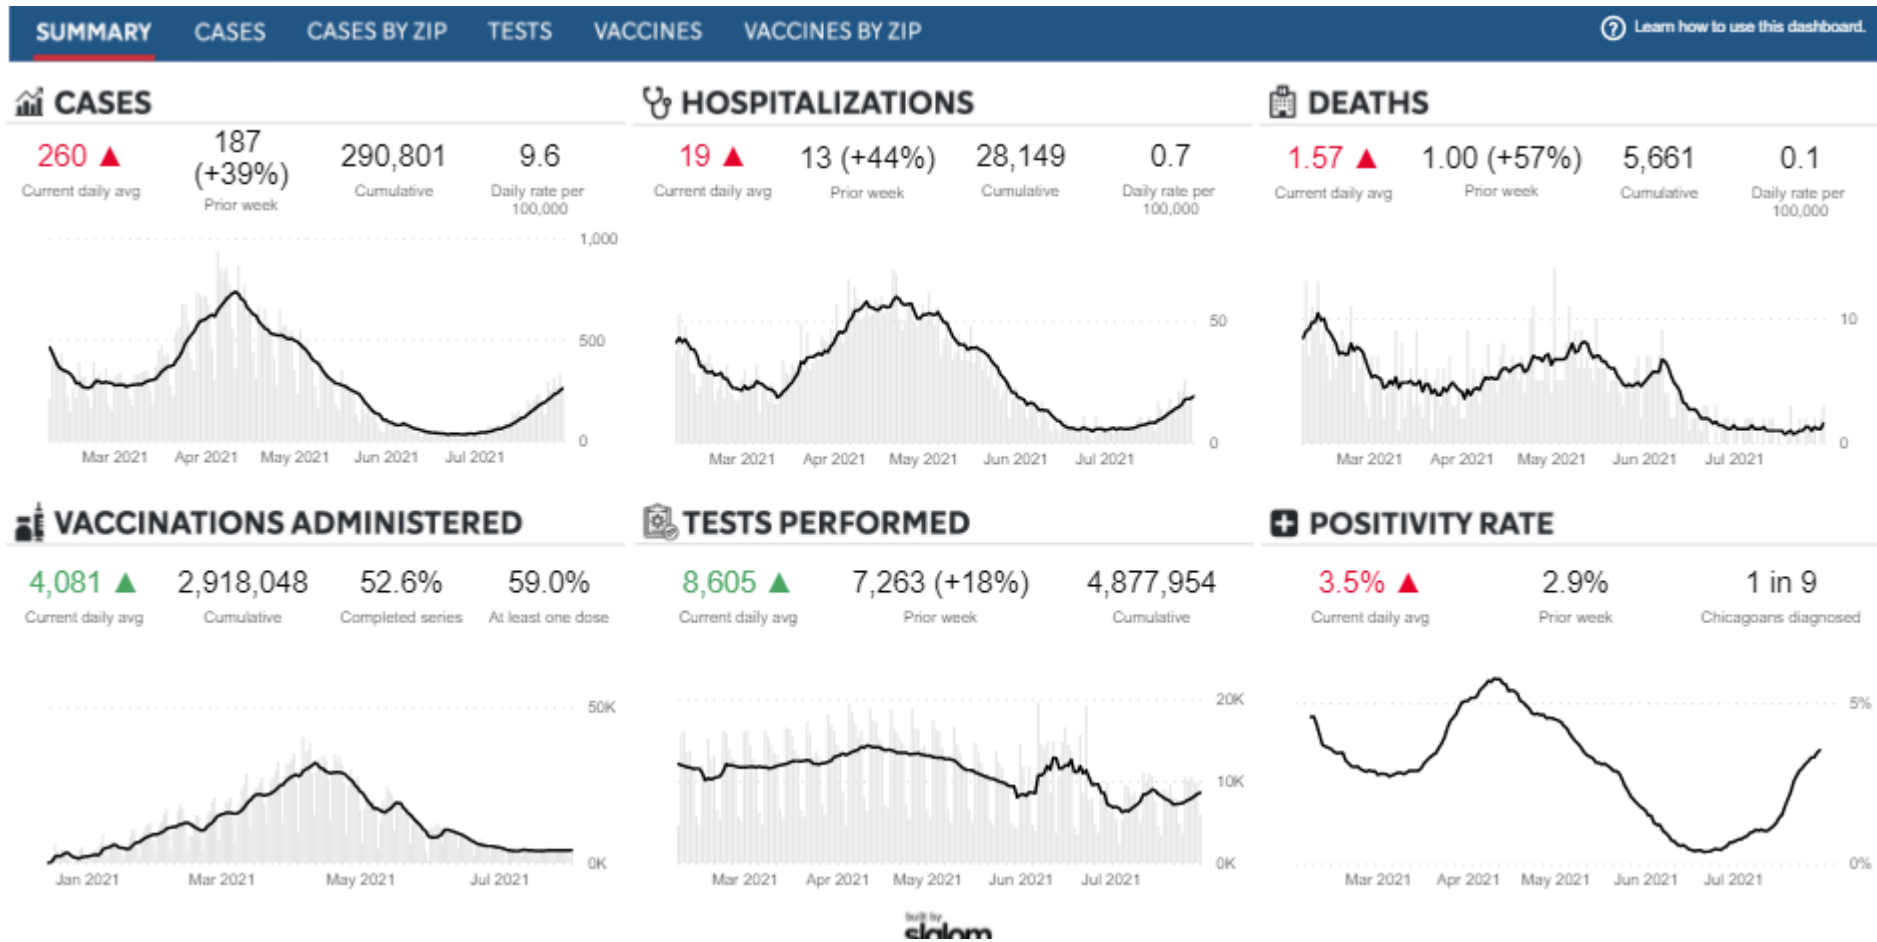 SUMMARY CASES CASES BY ZIP TESTS VACCINES VACCINES BY ZIP ? Learn how to use this dashboard.
CASES
260 ▲ 187 (+39%) 290,801 9.6
Current daily avg Prior week Cumulative Daily rate per 100,000
1,000
500
0
Mar 2021 Apr 2021 May 2021 Jun 2021 Jul 2021
HOSPITALIZATIONS
19 ▲ 13 (+44%) 28,149 0.7
Current daily avg Prior week Cumulative Daily rate per 100,000
50
0
Mar 2021 Apr 2021 May 2021 Jun 2021 Jul 2021
DEATHS
1.57 ▲ 1.00 (+57%) 5,661 0.1
Current daily avg Prior week Cumulative Daily rate per 100,000
10
0
Mar 2021 Apr 2021 May 2021 Jun 2021 Jul 2021
VACCINATIONS ADMINISTERED
4,081 ▲ 2,918,048 52.6% 59.0%
Current daily avg Cumulative Completed series At least one dose
50K
0K
Jan 2021 Mar 2021 May 2021 Jul 2021
TESTS PERFORMED
8,605 ▲ 7,263 (+18%) 4,877,954
Current daily avg Prior week Cumulative
20K
10K
0K
Mar 2021 Apr 2021 May 2021 Jun 2021 Jul 2021
POSITIVITY RATE
3.5% ▲ 2.9% 1 in 9
Current daily avg Prior week Chicagoans diagnosed
5%
0%
Mar 2021 Apr 2021 May 2021 Jun 2021 Jul 2021
built by
slalom